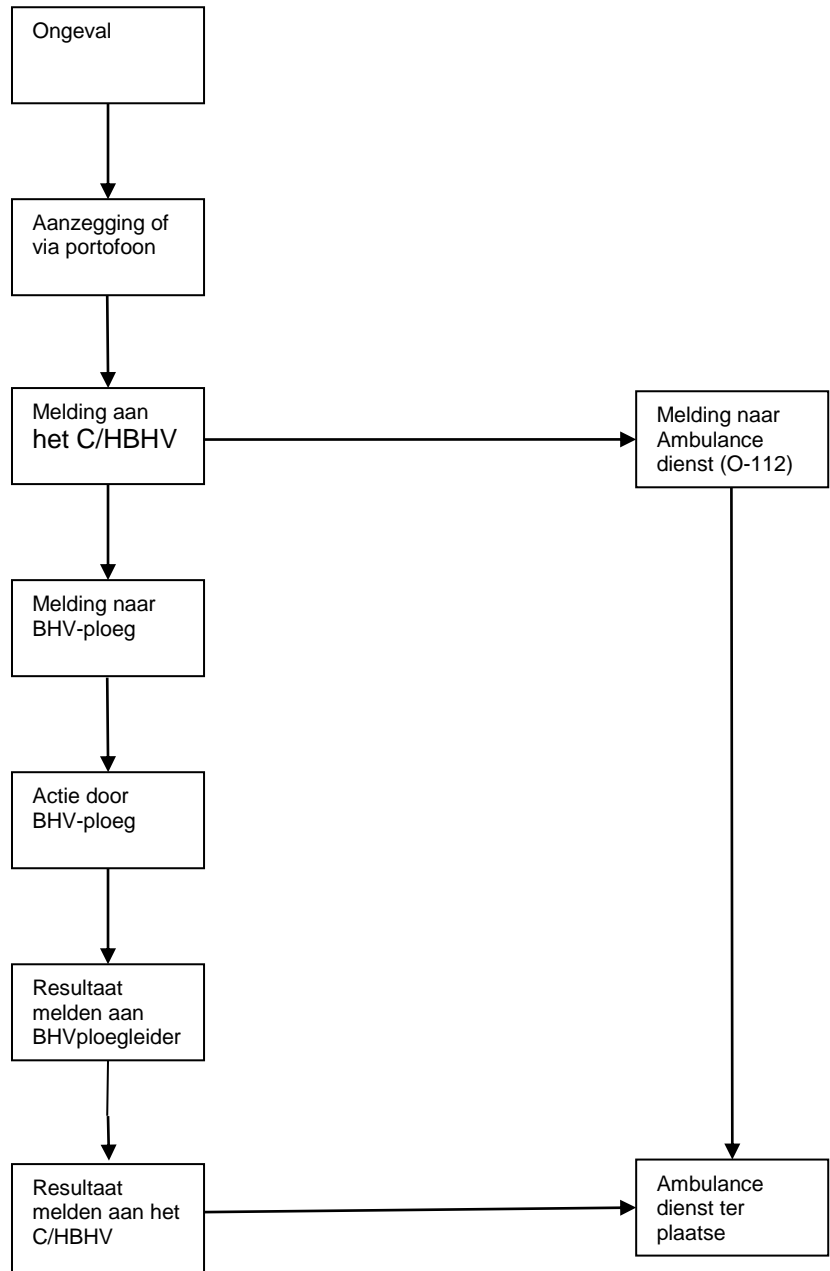 Ongeval
Aanzegging of
via portofoon
Melding aan
het C/HBHV
Melding naar
Ambulance
dienst (O-112)
Melding naar
BHV-ploeg
Actie door
BHV-ploeg
Resultaat
melden aan
BHVploegleider
Resultaat
melden aan het
C/HBHV
Ambulance
dienst ter
plaatse